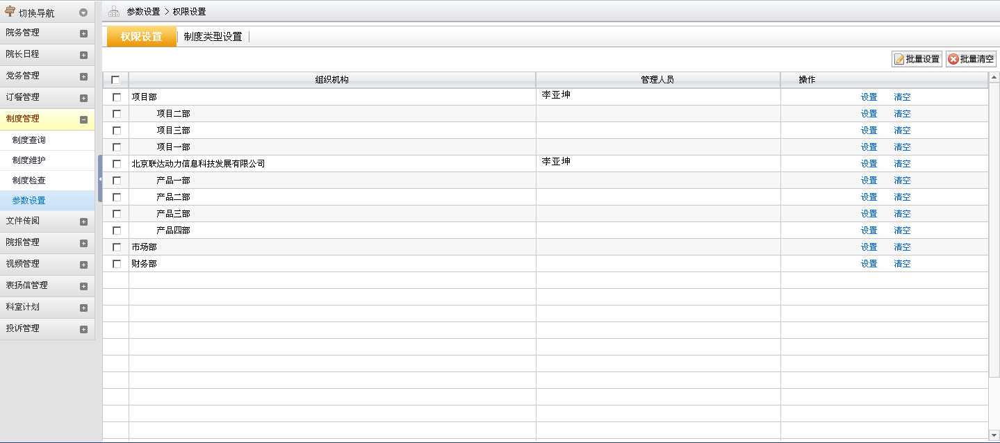 切换导航
院务管理
院长日程
党务管理
订餐管理
制度管理
制度查询
制度维护
制度检查
参数设置
文件传阅
院报管理
视频管理
表扬信管理
科室计划
投诉管理
参数设置 > 权限设置
权限设置 制度类型设置
批量设置 批量清空
组织机构 管理人员 操作
项目部 李亚坤 设置 清空
项目二部 设置 清空
项目三部 设置 清空
项目一部 设置 清空
北京联达动力信息科技发展有限公司 李亚坤 设置 清空
产品一部 设置 清空
产品二部 设置 清空
产品三部 设置 清空
产品四部 设置 清空
市场部 设置 清空
财务部 设置 清空